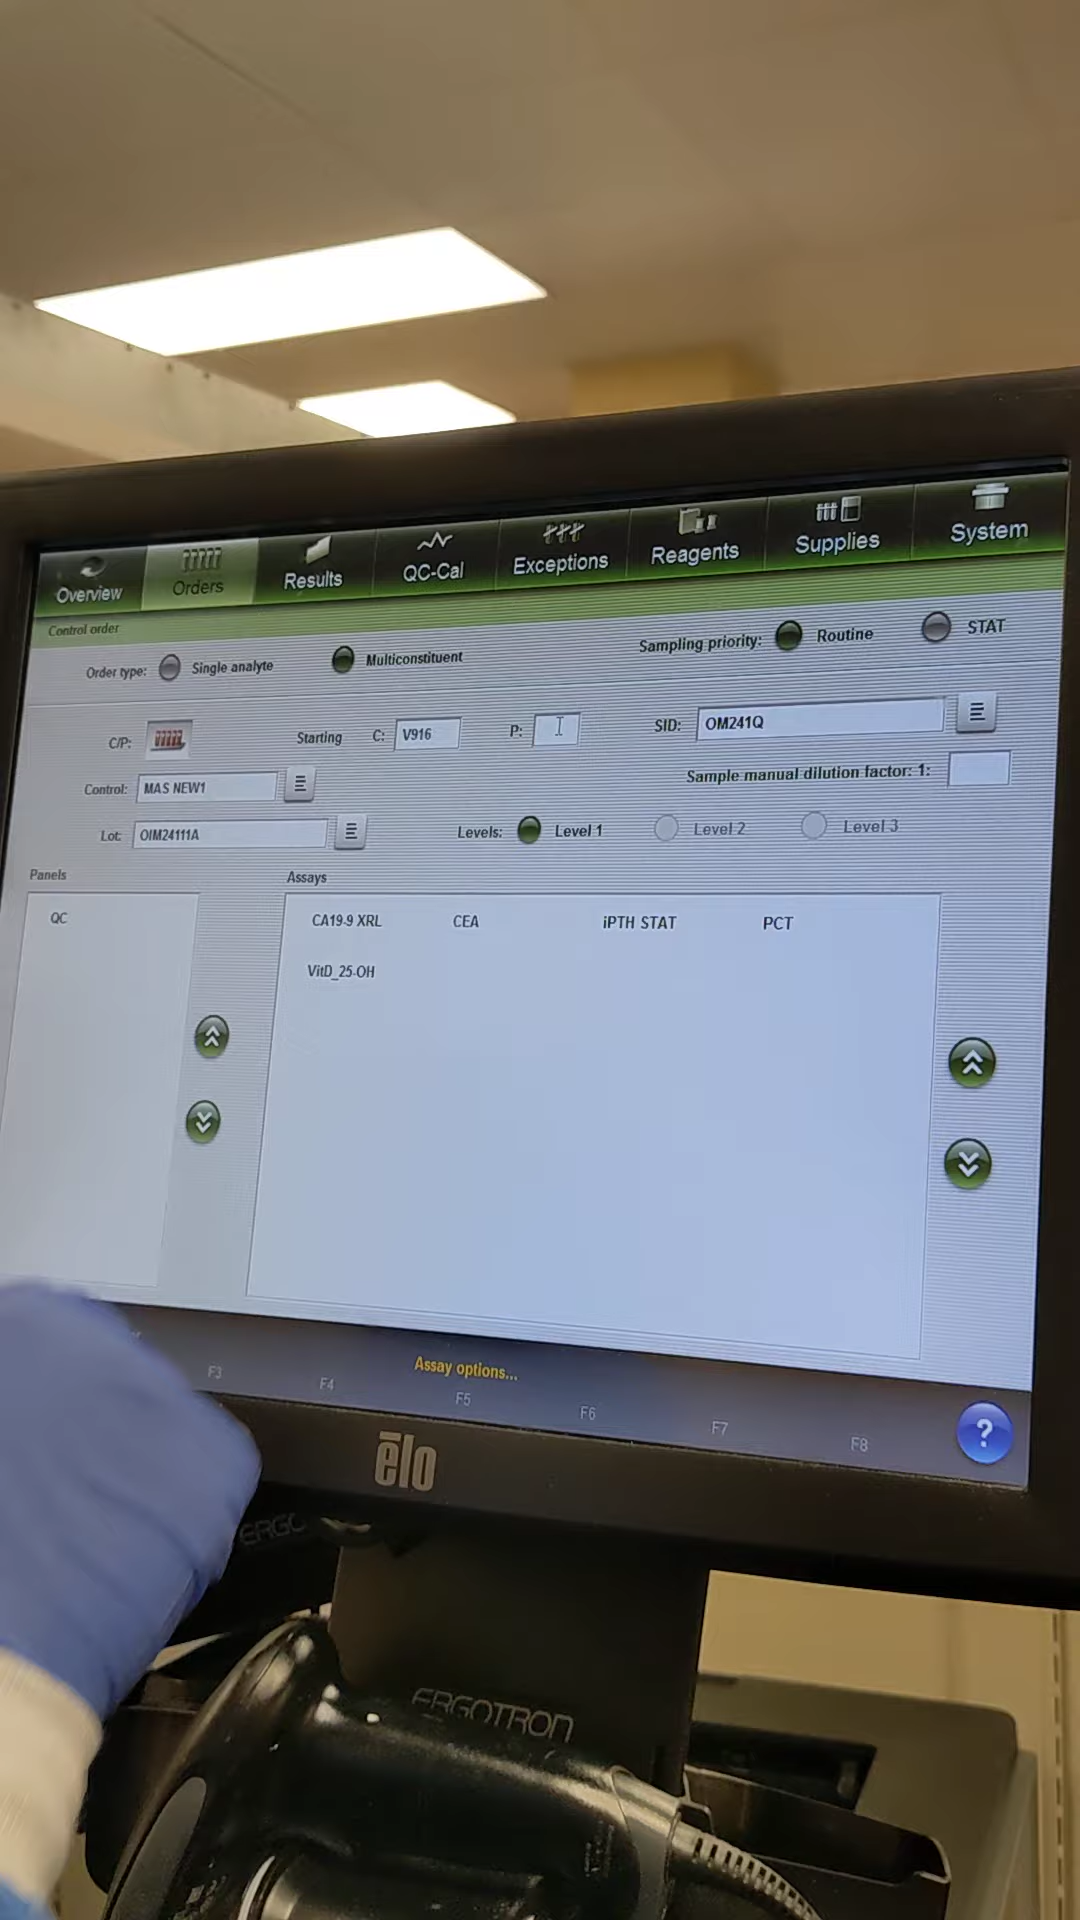 Overview Orders Results QC-Cal Exceptions Reagents Supplies System
Control order
Order type: Single analyte Multiconstituent Sampling priority: Routine STAT
C/P: Starting C: V916 P: SID: OM241Q
Control: MAS NEW1 Sample manual dilution factor: 1:
Lot: OIM24111A Levels: Level 1 Level 2 Level 3
Panels Assays
QC CA19-9 XRL CEA iPTH STAT PCT
VitD_25-OH
Assay options...
F3 F4 F5 F6 F7 F8 ?
elo
ERGOTRON